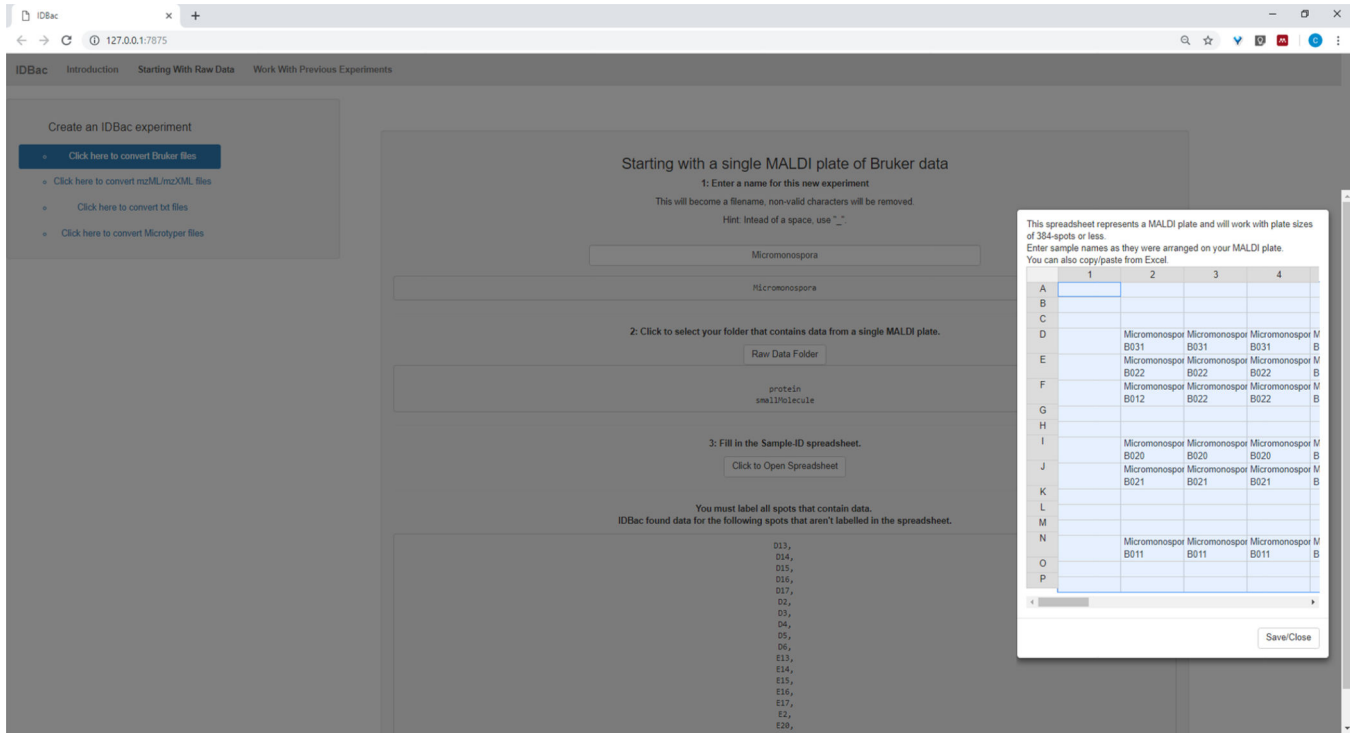 IDBac
127.0.0.1:7875
IDBac Introduction Starting With Raw Data Work With Previous Experiments
Create an IDBac experiment
Click here to convert Bruker files
Click here to convert mzML/mzXML files
Click here to convert txt files
Click here to convert Microtyper files
Starting with a single MALDI plate of Bruker data
1: Enter a name for this new experiment
This will become a filename, non-valid characters will be removed.
Hint: Intead of a space, use "_".
Micromonospora
Micromonospora
2: Click to select your folder that contains data from a single MALDI plate.
Raw Data Folder
protein
smallMolecule
3: Fill in the Sample-ID spreadsheet.
Click to Open Spreadsheet
You must label all spots that contain data.
IDBac found data for the following spots that aren't labelled in the spreadsheet.
D13,
D14,
D15,
D16,
D17,
D2,
D3,
D4,
D5,
D6,
E13,
E14,
E15,
E16,
E17,
E2,
E20,
This spreadsheet represents a MALDI plate and will work with plate sizes
of 384-spots or less.
Enter sample names as they were arranged on your MALDI plate.
You can also copy/paste from Excel.
1 2 3 4
A
B
C
D Micromonospor Micromonospor Micromonospor M
B031 B031 B031 B
E Micromonospor Micromonospor Micromonospor M
B022 B022 B022 B
F Micromonospor Micromonospor Micromonospor M
B012 B022 B022 B
G
H
I Micromonospor Micromonospor Micromonospor M
B020 B020 B020 B
J Micromonospor Micromonospor Micromonospor M
B021 B021 B021 B
K
L
M
N Micromonospor Micromonospor Micromonospor M
B011 B011 B011 B
O
P
Save/Close